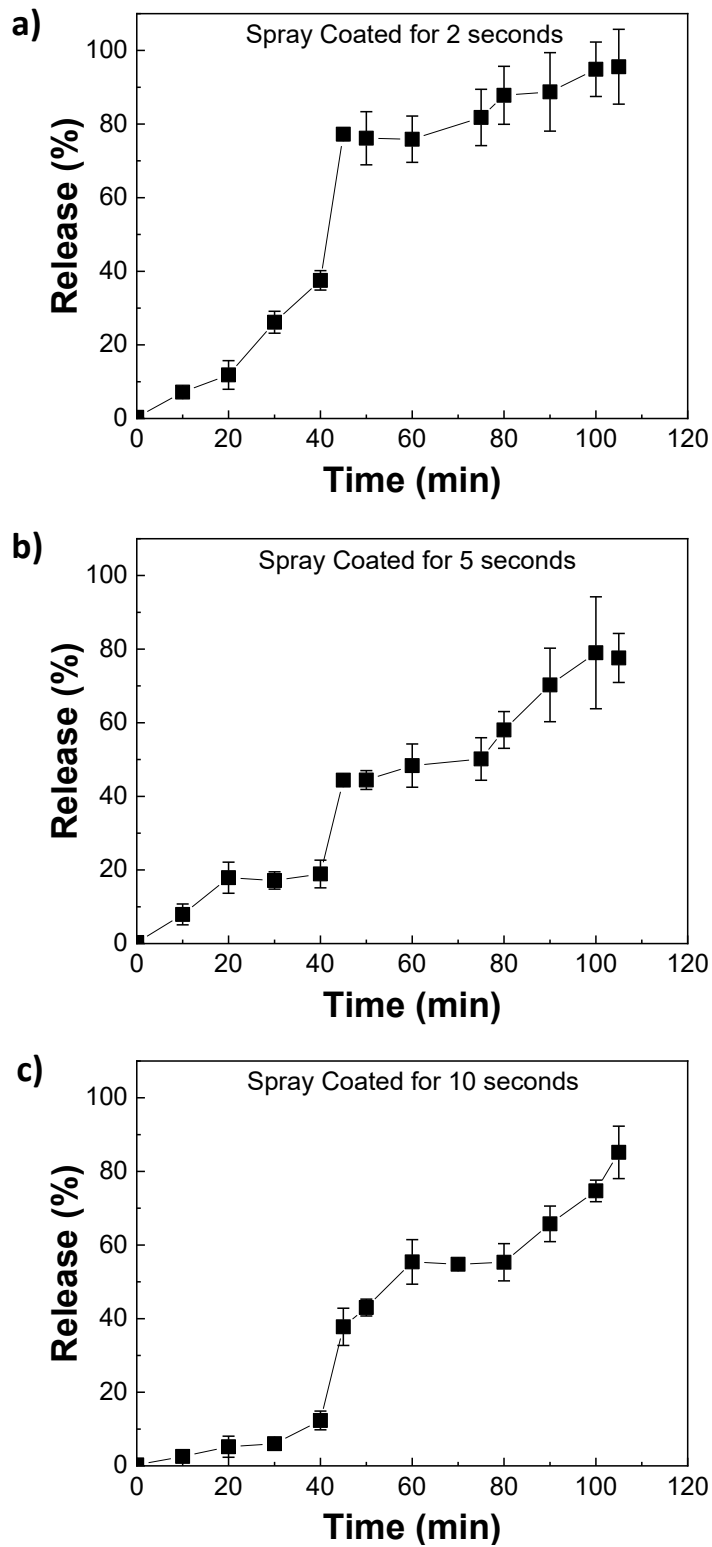 a)
Spray Coated for 2 seconds
100
80
60
40
20
0
Release (%)
0 20 40 60 80 100 120
Time (min)
b)
Spray Coated for 5 seconds
100
80
60
40
20
0
Release (%)
0 20 40 60 80 100 120
Time (min)
c)
Spray Coated for 10 seconds
100
80
60
40
20
0
Release (%)
0 20 40 60 80 100 120
Time (min)